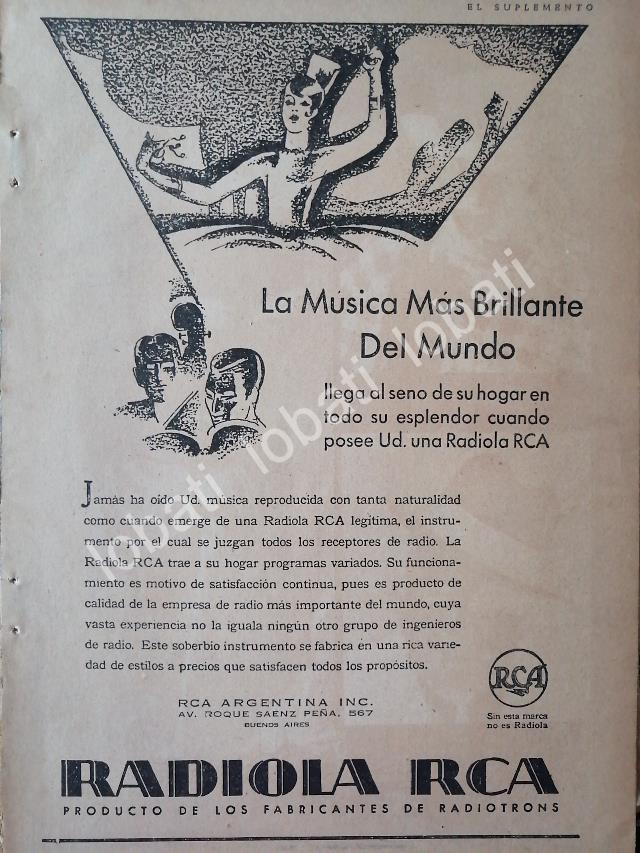 EL SUPLEMENTO
La Música Más Brillante
Del Mundo
llega al seno de su hogar en
todo su esplendor cuando
posee Ud. una Radiola RCA
Jamás ha oído Ud. música reproducida con tanta naturalidad
como cuando emerge de una Radiola RCA legítima, el instru-
mento por el cual se juzgan todos los receptores de radio. La
Radiola RCA trae a su hogar programas variados. Su funciona-
miento es motivo de satisfacción continua, pues es producto de
calidad de la empresa de radio más importante del mundo, cuya
vasta experiencia no la iguala ningún otro grupo de ingenieros
de radio. Este soberbio instrumento se fabrica en una rica varie-
dad de estilos a precios que satisfacen todos los propósitos.
RCA ARGENTINA INC.
AV. ROQUE SAENZ PEÑA, 567
BUENOS AIRES
RCA
Sin esta marca
no es Radiola
RADIOLA RCA
PRODUCTO DE LOS FABRICANTES DE RADIOTRONS
lobati lobati lobati